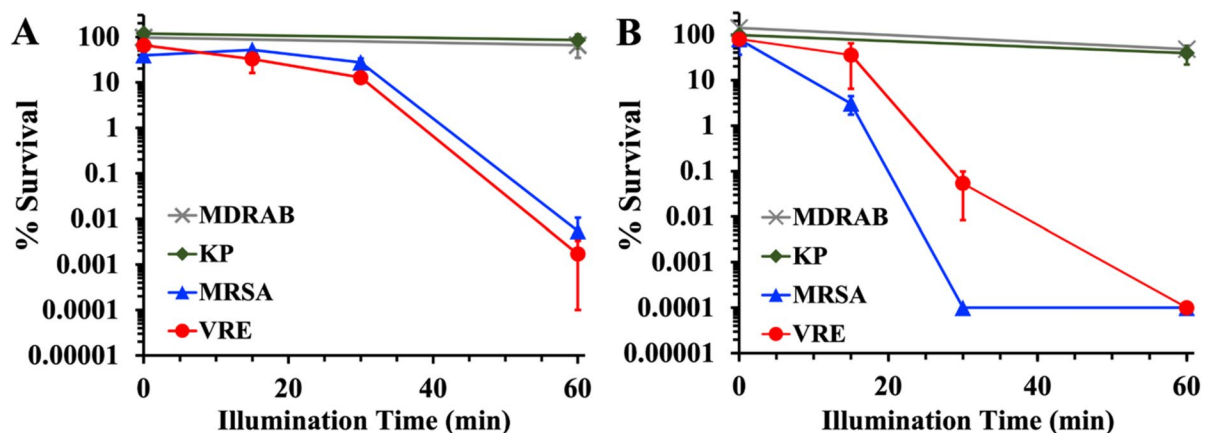 A
% Survival
100
10
1
0.1
0.01
0.001
0.0001
0.00001
MDRAB
KP
MRSA
VRE
0 20 40 60
Illumination Time (min)
B
% Survival
100
10
1
0.1
0.01
0.001
0.0001
0.00001
MDRAB
KP
MRSA
VRE
0 20 40 60
Illumination Time (min)